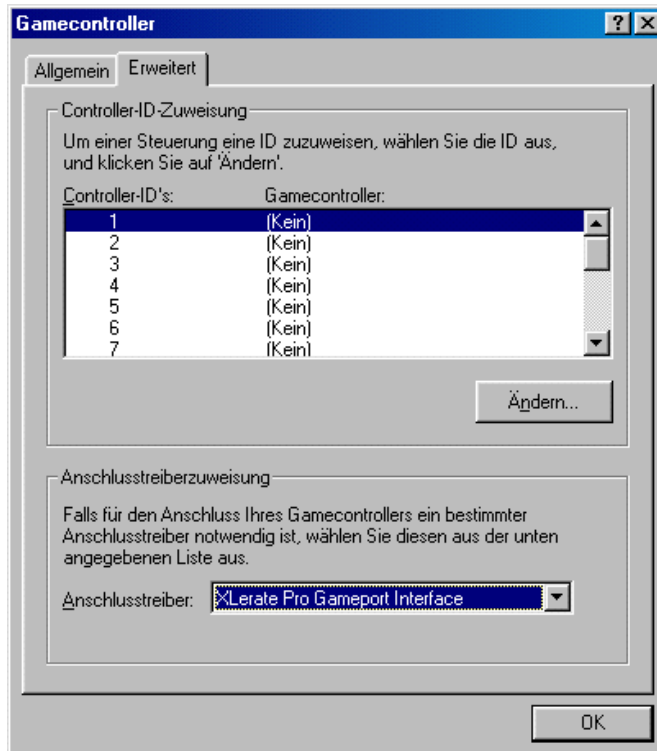 Gamecontroller
Allgemein Erweitert
Controller-ID-Zuweisung
Um einer Steuerung eine ID zuzuweisen, wählen Sie die ID aus,
und klicken Sie auf 'Ändern'.
Controller-ID's: Gamecontroller:
1 (Kein)
2 (Kein)
3 (Kein)
4 (Kein)
5 (Kein)
6 (Kein)
7 (Kein)
Ändern...
Anschlusstreiberzuweisung
Falls für den Anschluss Ihres Gamecontrollers ein bestimmter
Anschlusstreiber notwendig ist, wählen Sie diesen aus der unten
angegebenen Liste aus.
Anschlusstreiber: XLerate Pro Gameport Interface
OK